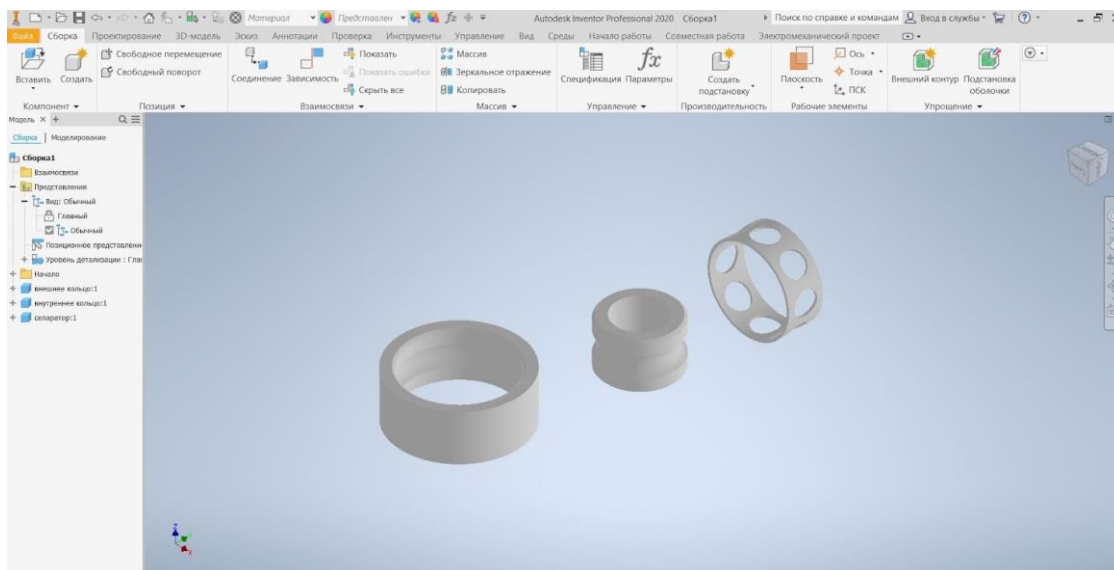 Материал
Представлен
fx
Autodesk Inventor Professional 2020 Сборка1
Поиск по справке и командам
Вход в службы
Файл Сборка Проектирование 3D-модель Эскиз Аннотации Проверка Инструменты Управление Вид Среды Начало работы Совместная работа Электромеханический проект
Вставить
Создать
Компонент
Свободное перемещение
Свободный поворот
Позиция
Соединение
Зависимость
Показать
Показать ошибки
Скрыть все
Взаимосвязи
Массив
Зеркальное отражение
Копировать
Массив
Спецификация
fx
Параметры
Управление
Создать
подстановку
Производительность
Плоскость
Ось
Точка
ПСК
Рабочие элементы
Внешний контур
Подстановка
оболочки
Упрощение
Модель × +
Сборка | Моделирование
Сборка1
Взаимосвязи
Представления
Вид: Обычный
Главный
Обычный
Позиционное представлени
Уровень детализации : Глав
Начало
внешнее кольцо:1
внутреннее кольцо:1
сепаратор:1
Z
X